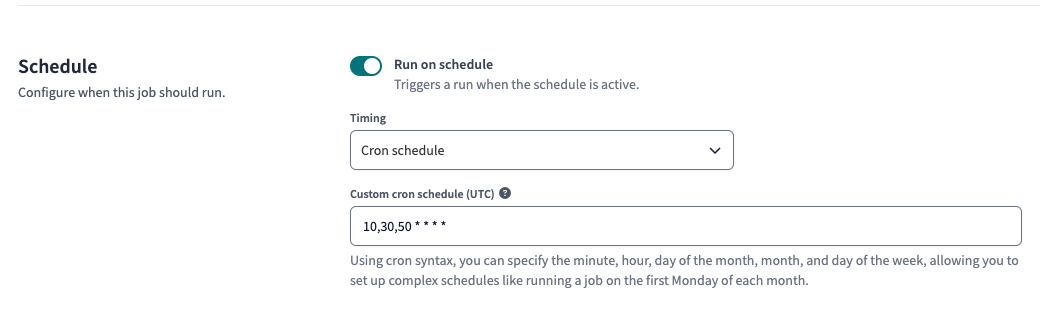 Schedule
Configure when this job should run.
Run on schedule
Triggers a run when the schedule is active.
Timing
Cron schedule
Custom cron schedule (UTC) ?
10,30,50 * * * *
Using cron syntax, you can specify the minute, hour, day of the month, month, and day of the week, allowing you to
set up complex schedules like running a job on the first Monday of each month.